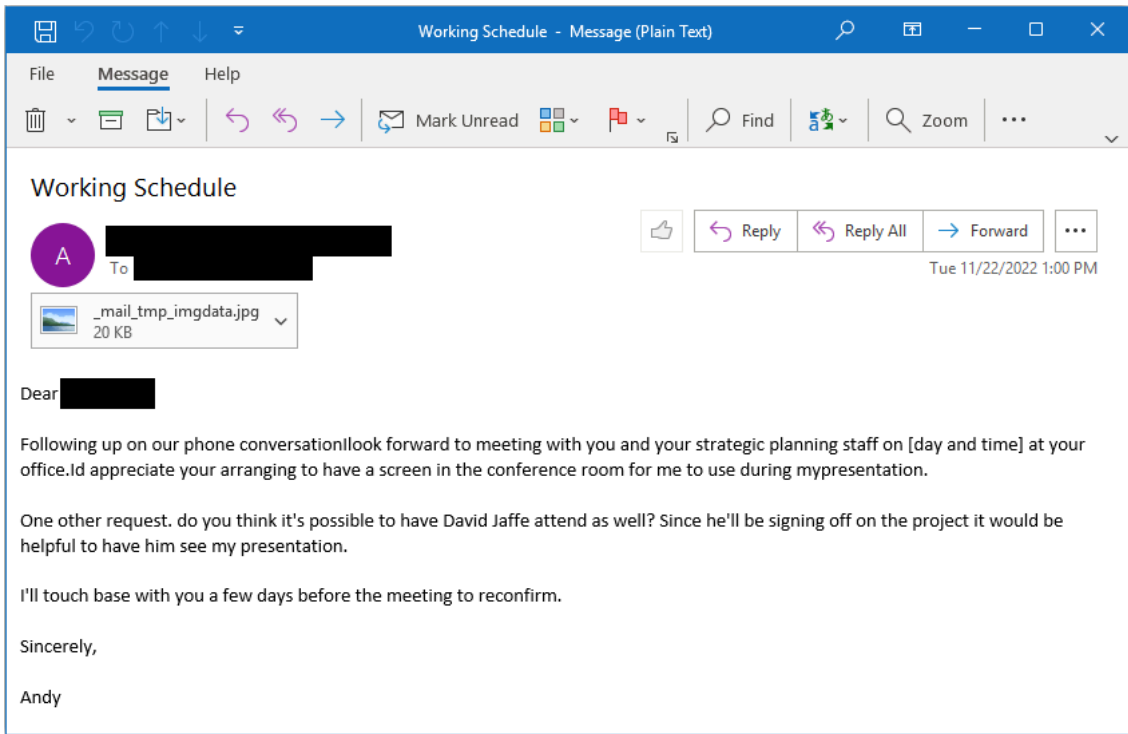 Working Schedule - Message (Plain Text)
File Message Help
Mark Unread Find Zoom
Working Schedule
A
Reply Reply All Forward
To
Tue 11/22/2022 1:00 PM
_mail_tmp_imgdata.jpg
20 KB
Dear
Following up on our phone conversationIlook forward to meeting with you and your strategic planning staff on [day and time] at your
office.Id appreciate your arranging to have a screen in the conference room for me to use during mypresentation.
One other request. do you think it's possible to have David Jaffe attend as well? Since he'll be signing off on the project it would be
helpful to have him see my presentation.
I'll touch base with you a few days before the meeting to reconfirm.
Sincerely,
Andy